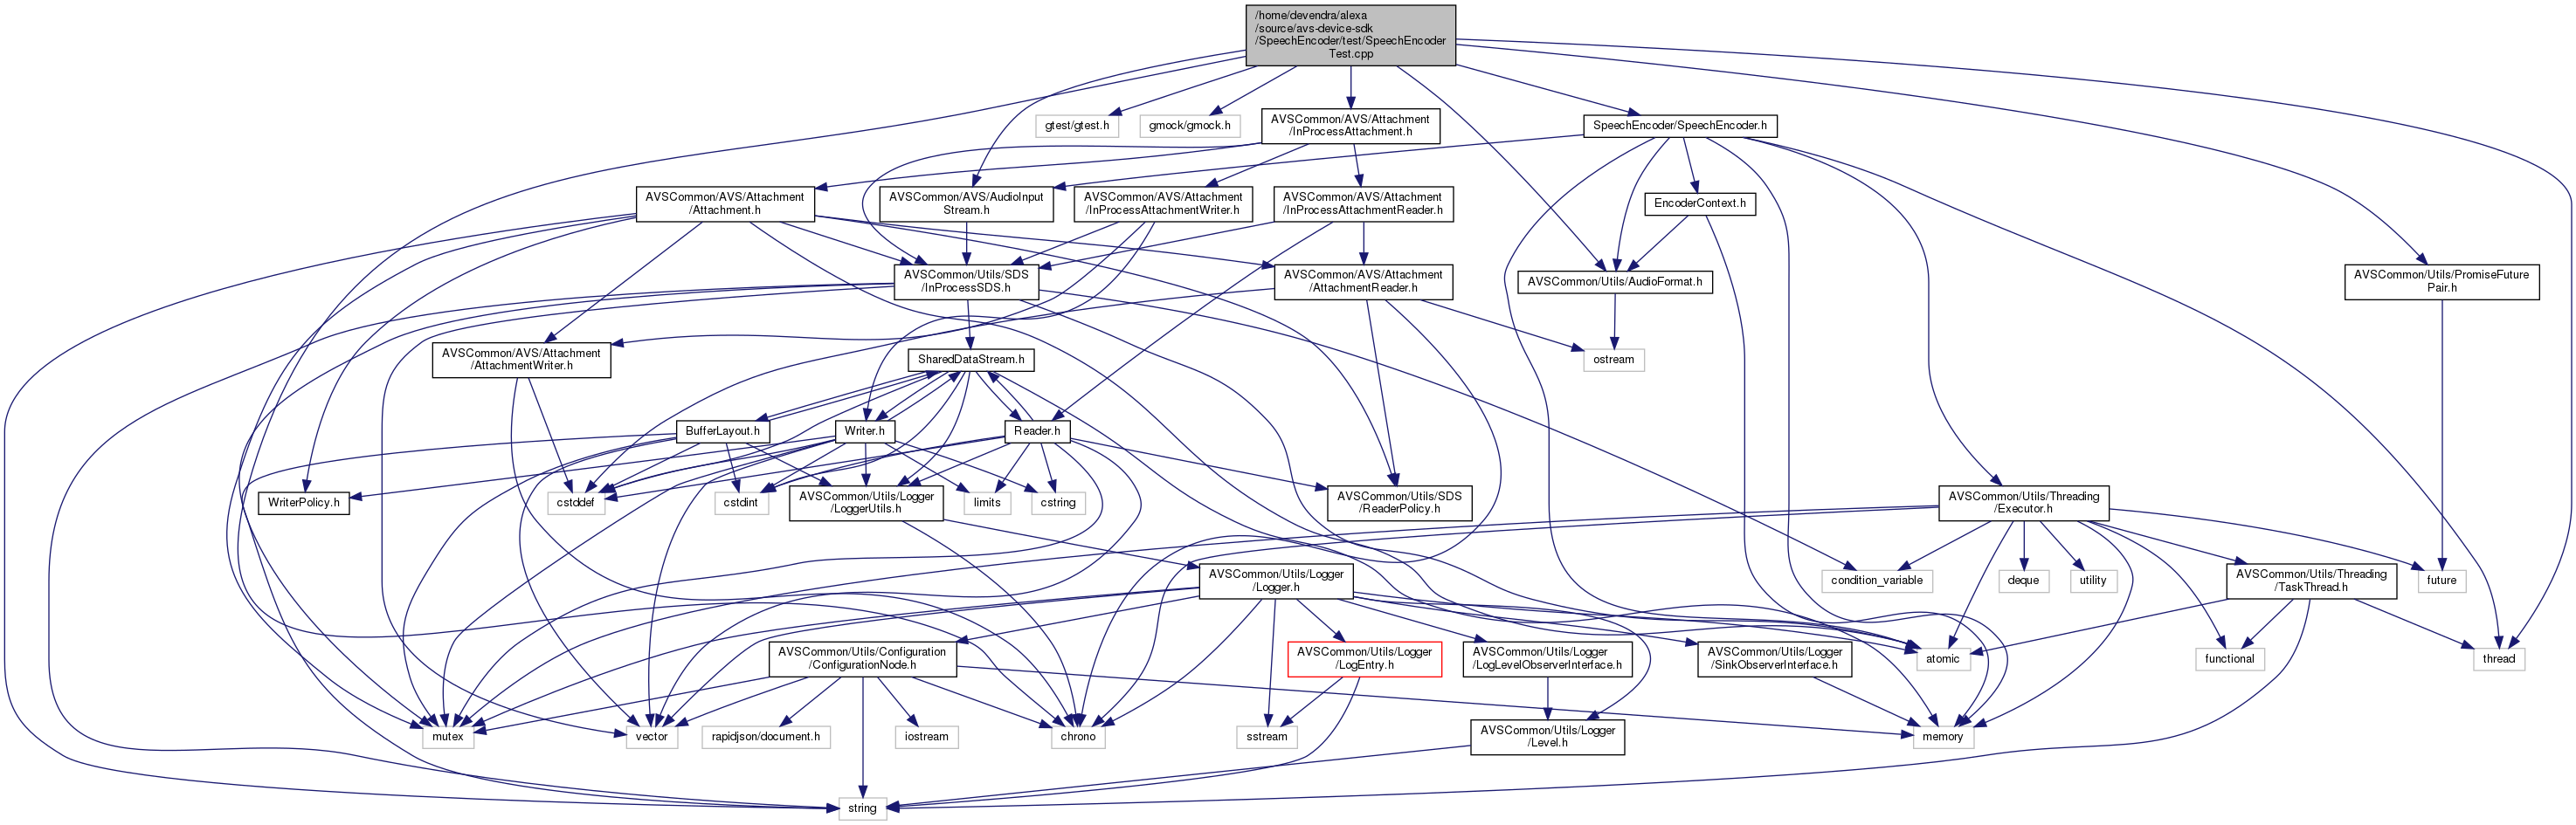 /home/devendra/alexa
/source/avs-device-sdk
/SpeechEncoder/test/SpeechEncoder
Test.cpp
gtest/gtest.h
gmock/gmock.h
AVSCommon/AVS/Attachment
/InProcessAttachment.h
SpeechEncoder/SpeechEncoder.h
AVSCommon/AVS/Attachment
/Attachment.h
AVSCommon/AVS/AudioInput
Stream.h
AVSCommon/AVS/Attachment
/InProcessAttachmentWriter.h
AVSCommon/AVS/Attachment
/InProcessAttachmentReader.h
EncoderContext.h
AVSCommon/Utils/SDS
/InProcessSDS.h
AVSCommon/AVS/Attachment
/AttachmentReader.h
AVSCommon/Utils/AudioFormat.h
AVSCommon/Utils/PromiseFuture
Pair.h
AVSCommon/AVS/Attachment
/AttachmentWriter.h
SharedDataStream.h
ostream
BufferLayout.h
Writer.h
Reader.h
WriterPolicy.h
cstddef
cstdint
AVSCommon/Utils/Logger
/LoggerUtils.h
limits
cstring
AVSCommon/Utils/SDS
/ReaderPolicy.h
AVSCommon/Utils/Threading
/Executor.h
AVSCommon/Utils/Logger
/Logger.h
condition_variable
deque
utility
AVSCommon/Utils/Threading
/TaskThread.h
future
AVSCommon/Utils/Configuration
/ConfigurationNode.h
AVSCommon/Utils/Logger
/LogEntry.h
AVSCommon/Utils/Logger
/LogLevelObserverInterface.h
AVSCommon/Utils/Logger
/SinkObserverInterface.h
atomic
functional
thread
mutex
vector
rapidjson/document.h
iostream
chrono
sstream
AVSCommon/Utils/Logger
/Level.h
memory
string